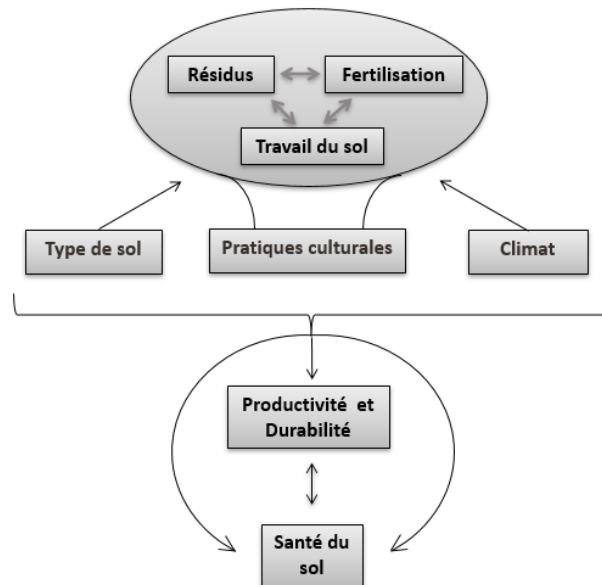 Résidus
Fertilisation
Travail du sol
Type de sol
Pratiques culturales
Climat
Productivité et
Durabilité
Santé du
sol